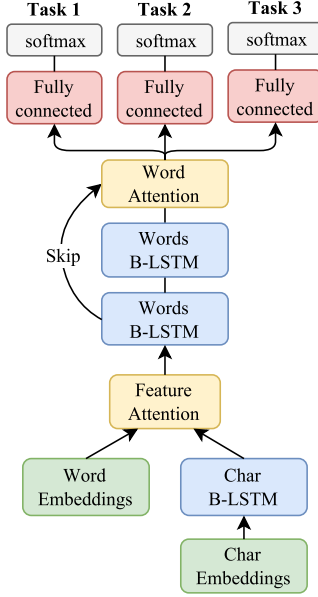 Task 1 Task 2 Task 3
softmax softmax softmax
Fully Fully Fully
connected connected connected
Word
Attention
Words
B-LSTM
Skip
Words
B-LSTM
Feature
Attention
Word
Embeddings
Char
B-LSTM
Char
Embeddings